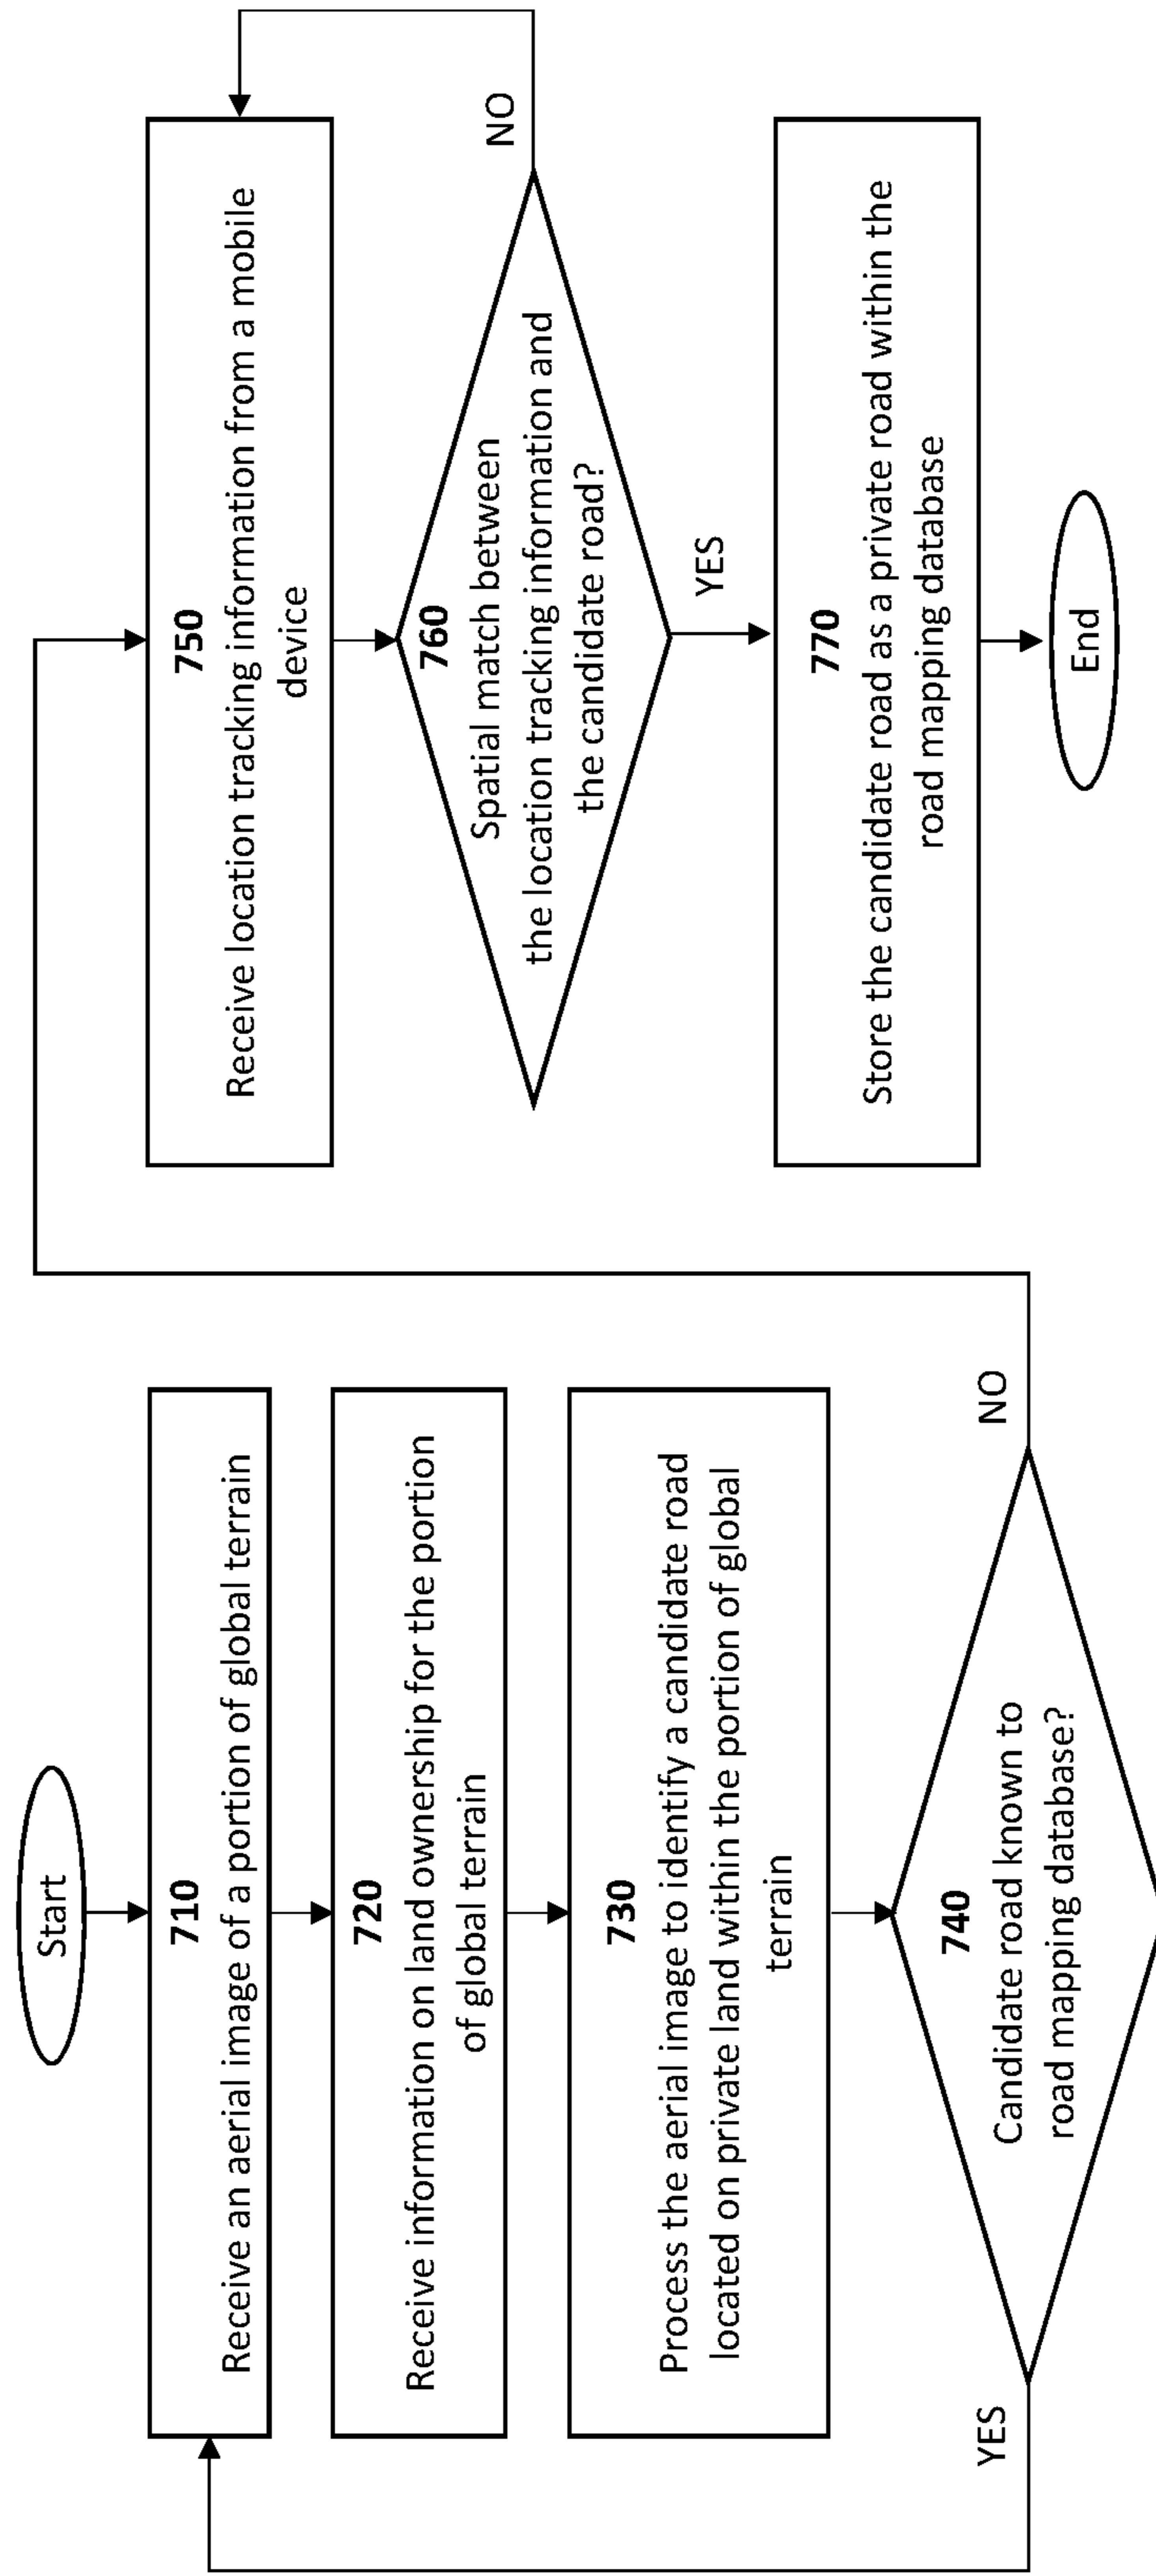 Start
710
Receive an aerial image of a portion of global terrain
720
Receive information on land ownership for the portion
of global terrain
730
Process the aerial image to identify a candidate road
located on private land within the portion of global
terrain
740
Candidate road known to
road mapping database?
YES
NO
750
Receive location tracking information from a mobile
device
760
Spatial match between
the location tracking information and
the candidate road?
NO
YES
770
Store the candidate road as a private road within the
road mapping database
End